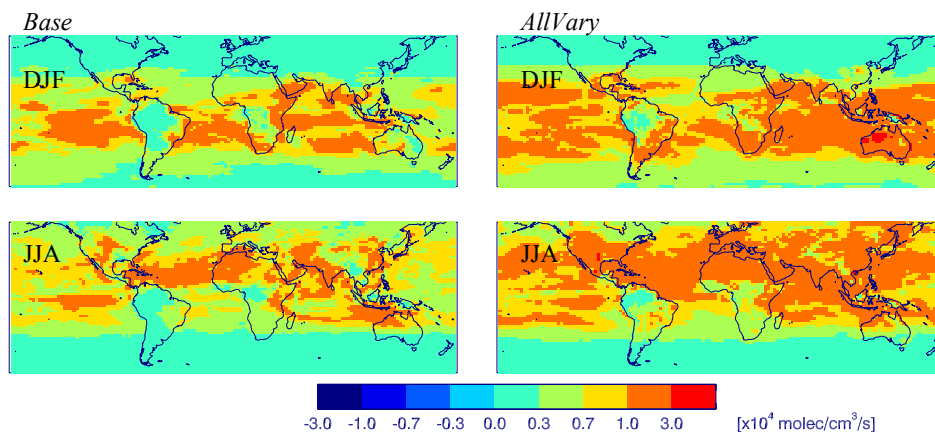 Base AllVary
DJF DJF
JJA JJA
-3.0 -1.0 -0.7 -0.3 0.0 0.3 0.7 1.0 3.0 [x10⁴ molec/cm³/s]